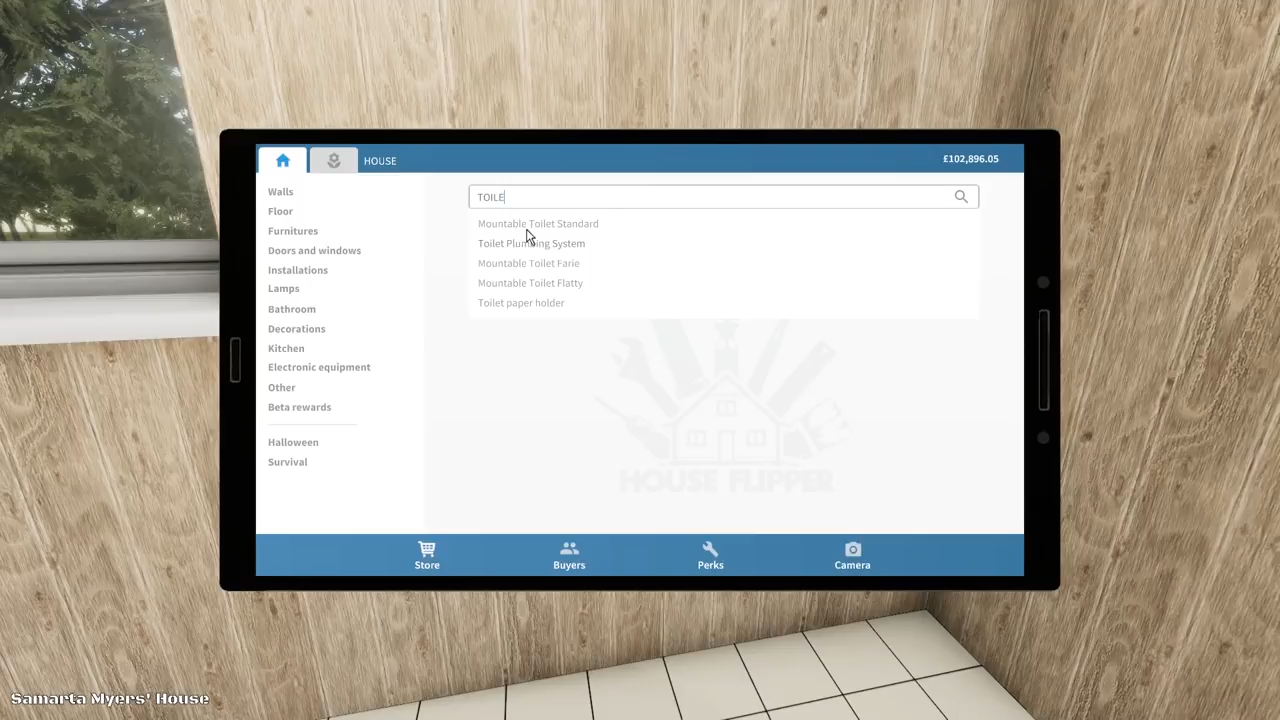 HOUSE
£102,896.05
TOILE
Walls
Floor
Furnitures
Doors and windows
Installations
Lamps
Bathroom
Decorations
Kitchen
Electronic equipment
Other
Beta rewards
Halloween
Survival
Mountable Toilet Standard
Toilet Plumbing System
Mountable Toilet Farie
Mountable Toilet Flatty
Toilet paper holder
HOUSE FLIPPER
Store
Buyers
Perks
Camera
Samarta Myers' House